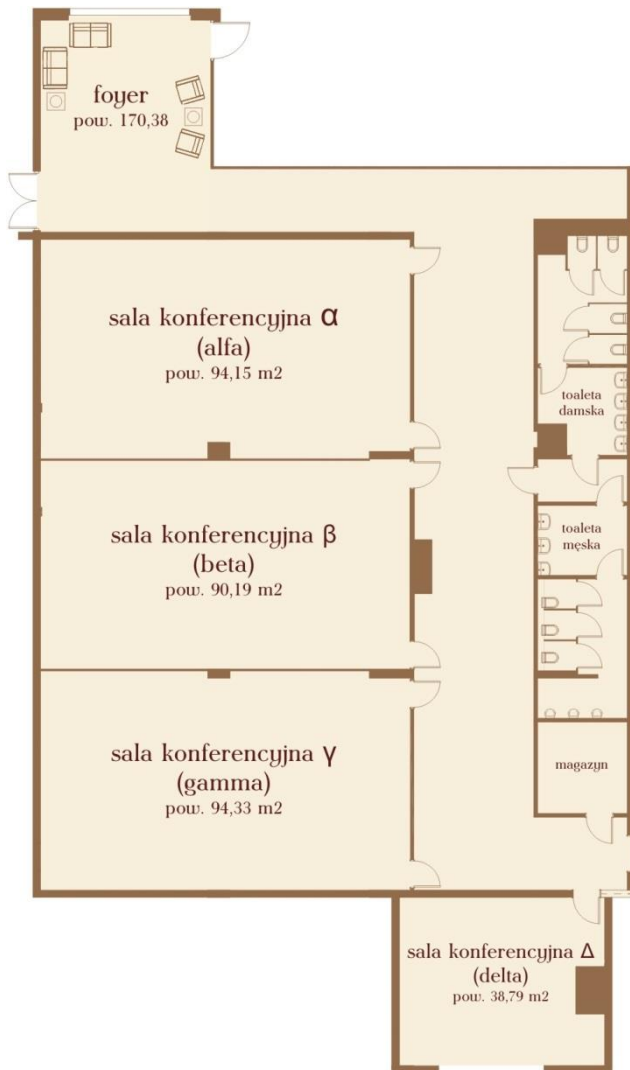 foyer
pow. 170,38
sala konferencyjna α
(alfa)
pow. 94,15 m2
toaleta
damska
sala konferencyjna β
(beta)
pow. 90,19 m2
toaleta
męska
sala konferencyjna γ
(gamma)
pow. 94,33 m2
magazyn
sala konferencyjna Δ
(delta)
pow. 38,79 m2